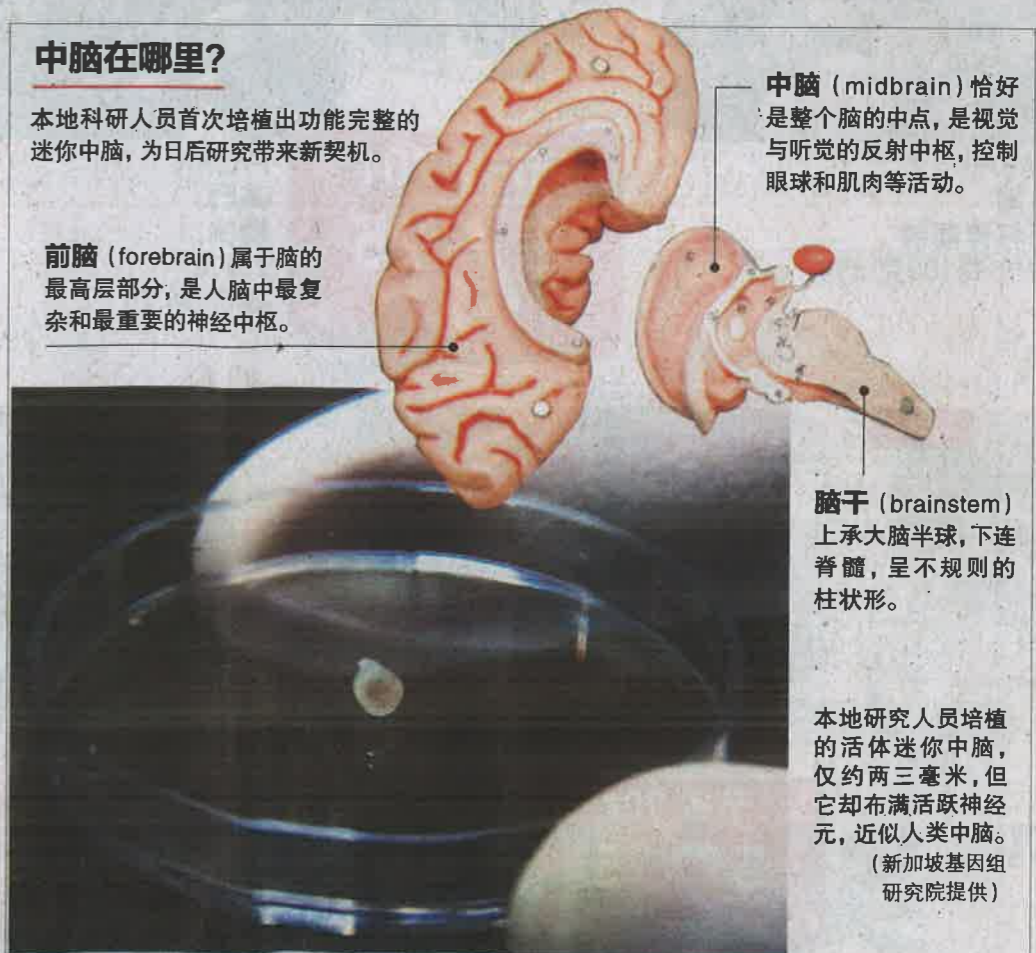 中脑在哪里?
本地科研人员首次培植出功能完整的
迷你中脑，为日后研究带来新契机。
前脑（forebrain）属于脑的
最高层部分，是人脑中最复
杂和最重要的神经中枢。
中脑（midbrain）恰好
是整个脑的中点，是视觉
与听觉的反射中枢，控制
眼球和肌肉等活动。
脑干（brainstem）
上承大脑半球，下连
脊髓，呈不规则的
柱状形。
本地研究人员培植
的活体迷你中脑，
仅约两三毫米，但
它却布满活跃神经
元，近似人类中脑。
（新加坡基因组
研究院提供）